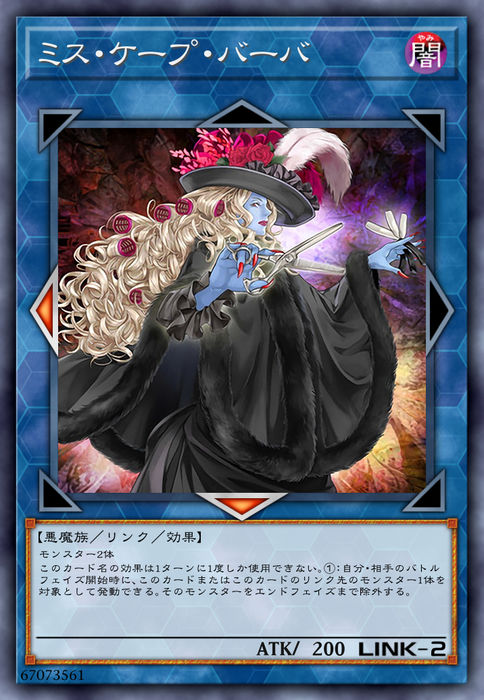 ミス・ケープ・バーバ
やみ
闇
【悪魔族／リンク／効果】
モンスター2体
このカード名の効果は1ターンに1度しか使用できない。①：自分・相手のバトル
フェイズ開始時に、このカードまたはこのカードのリンク先のモンスター1体を
対象として発動できる。そのモンスターをエンドフェイズまで除外する。
ATK/ 200 LINK-2
67073561